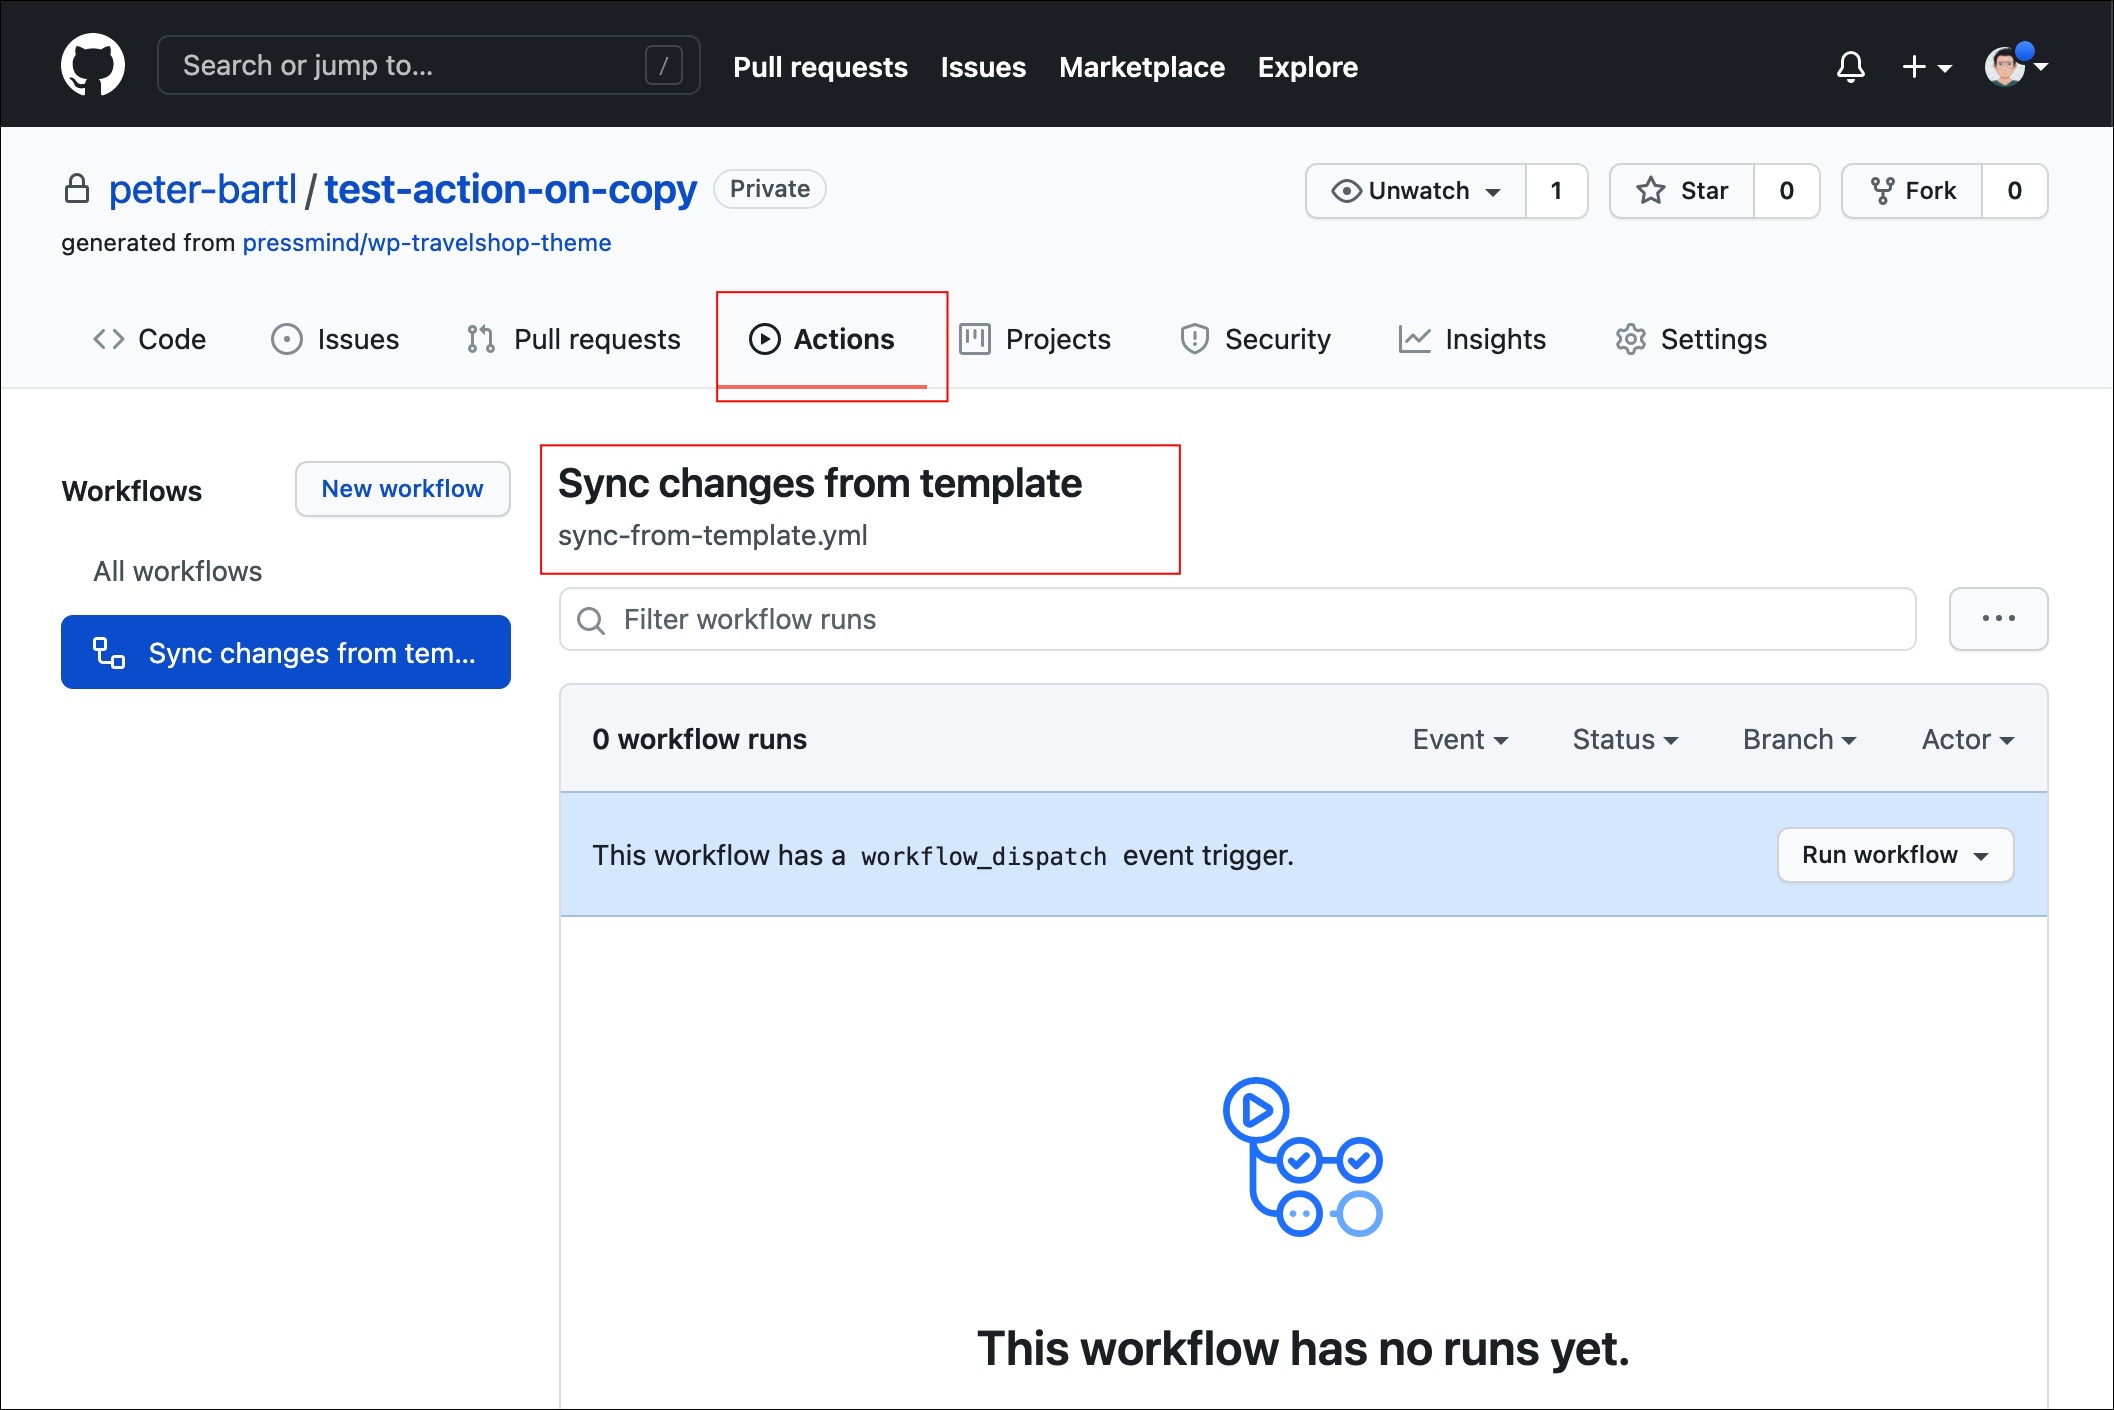 Search or jump to... / Pull requests Issues Marketplace Explore
peter-bartl / test-action-on-copy Private Unwatch 1 Star 0 Fork 0
generated from pressmind/wp-travelshop-theme
Code Issues Pull requests Actions Projects Security Insights Settings
Workflows New workflow
All workflows
Sync changes from tem...
Sync changes from template
sync-from-template.yml
Filter workflow runs
0 workflow runs Event Status Branch Actor
This workflow has a workflow_dispatch event trigger. Run workflow
This workflow has no runs yet.